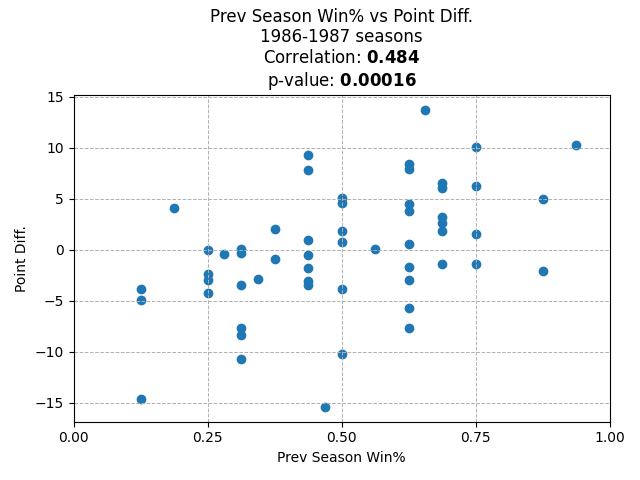 Prev Season Win% vs Point Diff.
1986-1987 seasons
Correlation: 0.484
p-value: 0.00016
15
10
5
0
−5
−10
−15
Point Diff.
0.00 0.25 0.50 0.75 1.00
Prev Season Win%